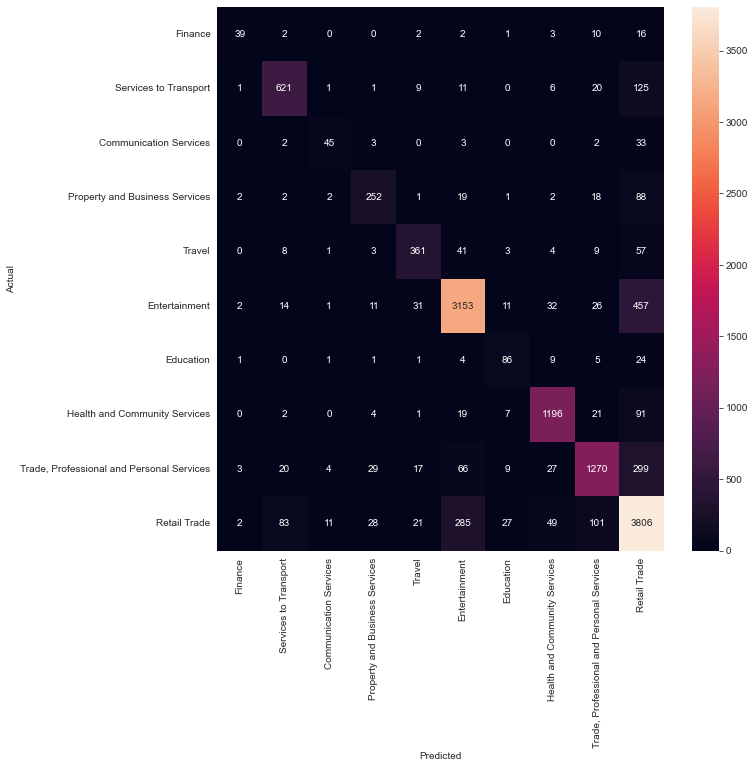 Finance 39 2 0 0 2 2 1 3 10 16
Services to Transport 1 621 1 1 9 11 0 6 20 125
Communication Services 0 2 45 3 0 3 0 0 2 33
Property and Business Services 2 2 2 252 1 19 1 2 18 88
Travel 0 8 1 3 361 41 3 4 9 57
Entertainment 2 14 1 11 31 3153 11 32 26 457
Education 1 0 1 1 1 4 86 9 5 24
Health and Community Services 0 2 0 4 1 19 7 1196 21 91
Trade, Professional and Personal Services 3 20 4 29 17 66 9 27 1270 299
Retail Trade 2 83 11 28 21 285 27 49 101 3806
Actual
Finance
Services to Transport
Communication Services
Property and Business Services
Travel
Entertainment
Education
Health and Community Services
Trade, Professional and Personal Services
Retail Trade
Predicted
3500
3000
2500
2000
1500
1000
500
0